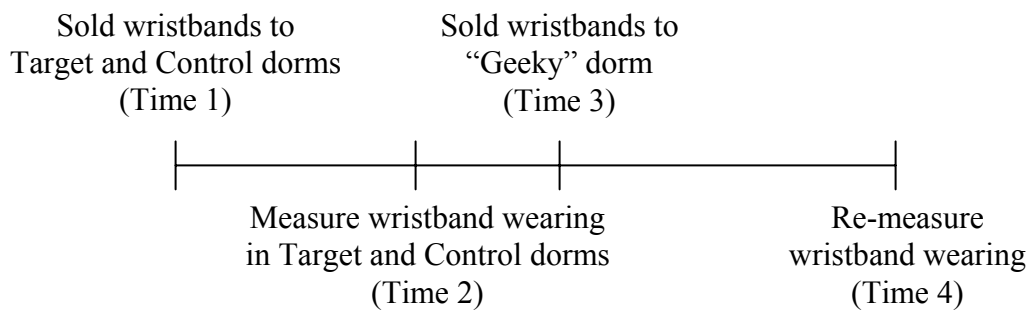 Sold wristbands to
Target and Control dorms
(Time 1)
Sold wristbands to
“Geeky” dorm
(Time 3)
Measure wristband wearing
in Target and Control dorms
(Time 2)
Re-measure
wristband wearing
(Time 4)